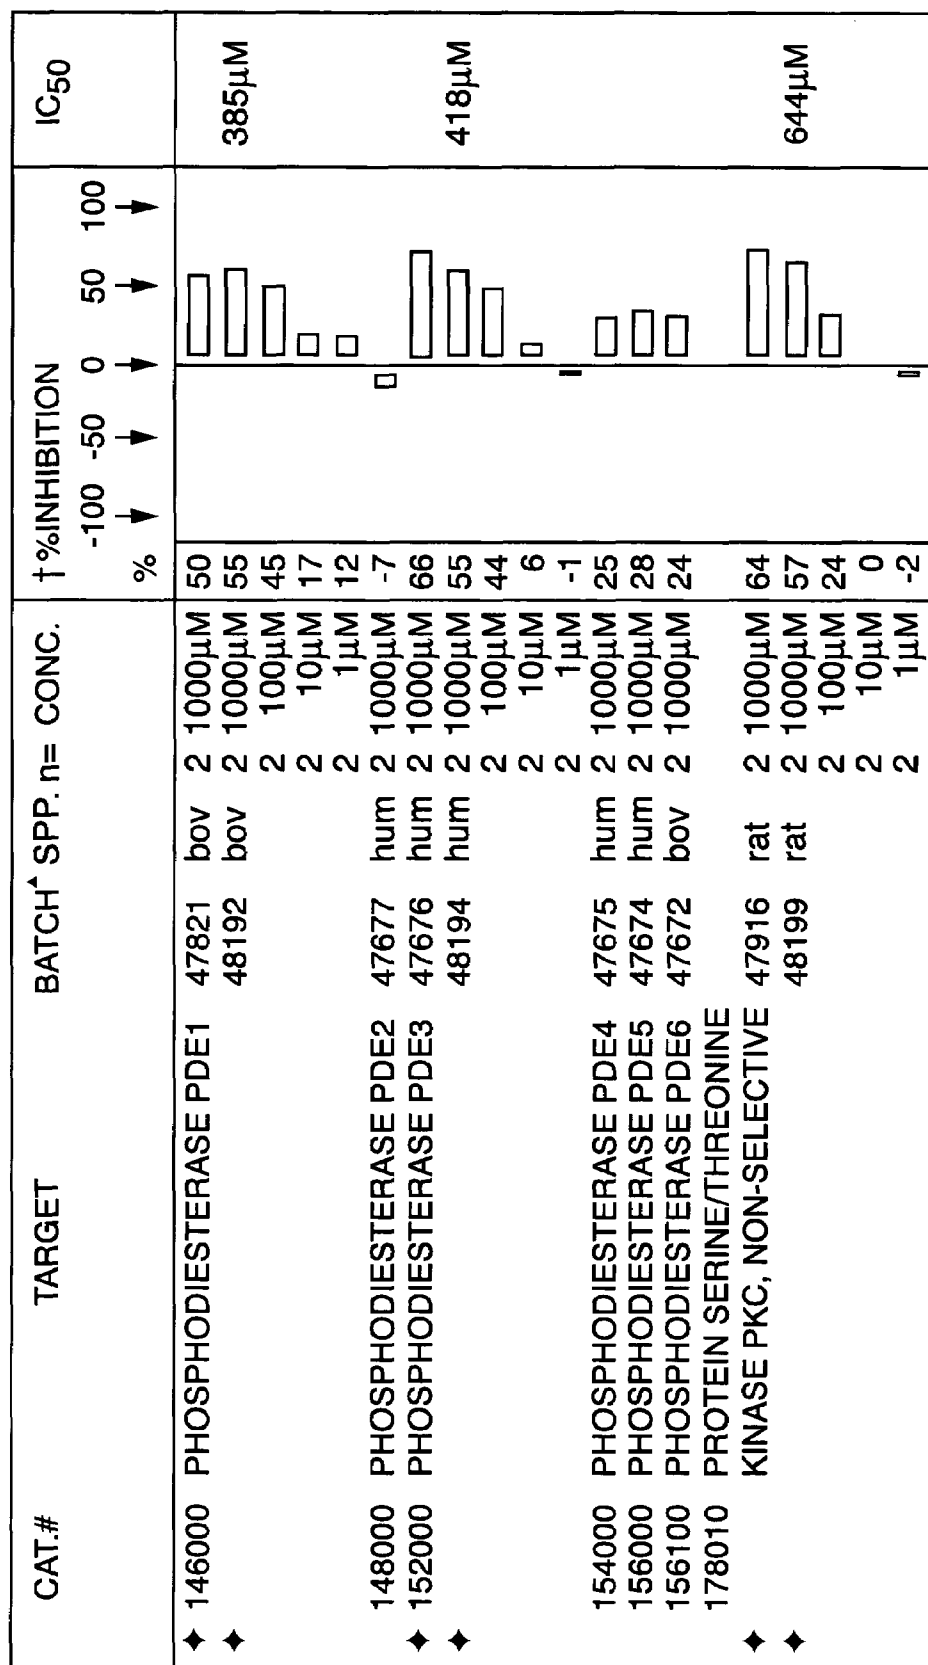 CAT.# TARGET BATCH▲ SPP. n= CONC. †%INHIBITION IC50
% -100 -50 0 50 100
✦ 146000 PHOSPHODIESTERASE PDE1 47821 bov 2 1000µM 50
✦ 48192 bov 2 1000µM 55 385µM
2 100µM 45
2 10µM 17
2 1µM 12
148000 PHOSPHODIESTERASE PDE2 47677 hum 2 1000µM -7
✦ 152000 PHOSPHODIESTERASE PDE3 47676 hum 2 1000µM 66
✦ 48194 hum 2 1000µM 55 418µM
2 100µM 44
2 10µM 6
2 1µM -1
154000 PHOSPHODIESTERASE PDE4 47675 hum 2 1000µM 25
156000 PHOSPHODIESTERASE PDE5 47674 hum 2 1000µM 28
156100 PHOSPHODIESTERASE PDE6 47672 bov 2 1000µM 24
178010 PROTEIN SERINE/THREONINE
✦ KINASE PKC, NON-SELECTIVE 47916 rat 2 1000µM 64
✦ 48199 rat 2 1000µM 57 644µM
2 100µM 24
2 10µM 0
2 1µM -2